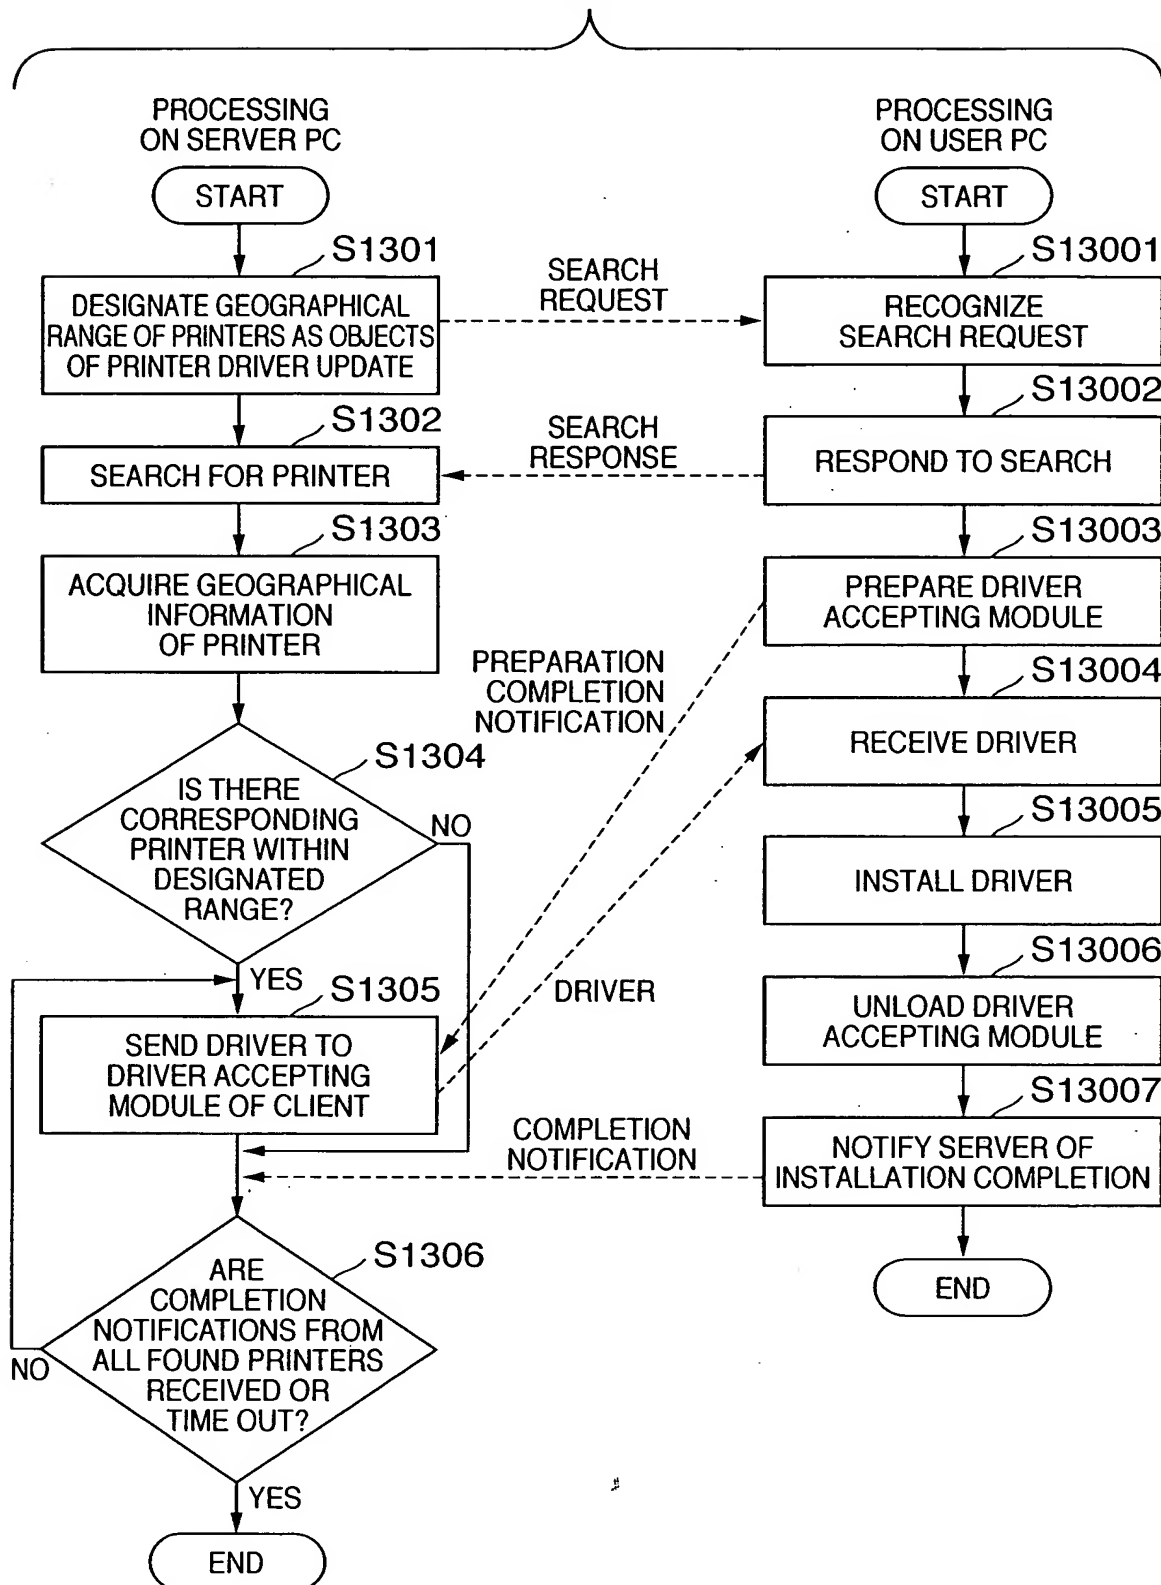 PROCESSING
ON SERVER PC
START
S1301
DESIGNATE GEOGRAPHICAL
RANGE OF PRINTERS AS OBJECTS
OF PRINTER DRIVER UPDATE
S1302
SEARCH FOR PRINTER
S1303
ACQUIRE GEOGRAPHICAL
INFORMATION
OF PRINTER
S1304
IS THERE
CORRESPONDING
PRINTER WITHIN
DESIGNATED
RANGE?
NO
YES
S1305
SEND DRIVER TO
DRIVER ACCEPTING
MODULE OF CLIENT
S1306
ARE
COMPLETION
NOTIFICATIONS FROM
ALL FOUND PRINTERS
RECEIVED OR
TIME OUT?
NO
YES
END
SEARCH
REQUEST
SEARCH
RESPONSE
PREPARATION
COMPLETION
NOTIFICATION
DRIVER
COMPLETION
NOTIFICATION
PROCESSING
ON USER PC
START
S13001
RECOGNIZE
SEARCH REQUEST
S13002
RESPOND TO SEARCH
S13003
PREPARE DRIVER
ACCEPTING MODULE
S13004
RECEIVE DRIVER
S13005
INSTALL DRIVER
S13006
UNLOAD DRIVER
ACCEPTING MODULE
S13007
NOTIFY SERVER OF
INSTALLATION COMPLETION
END